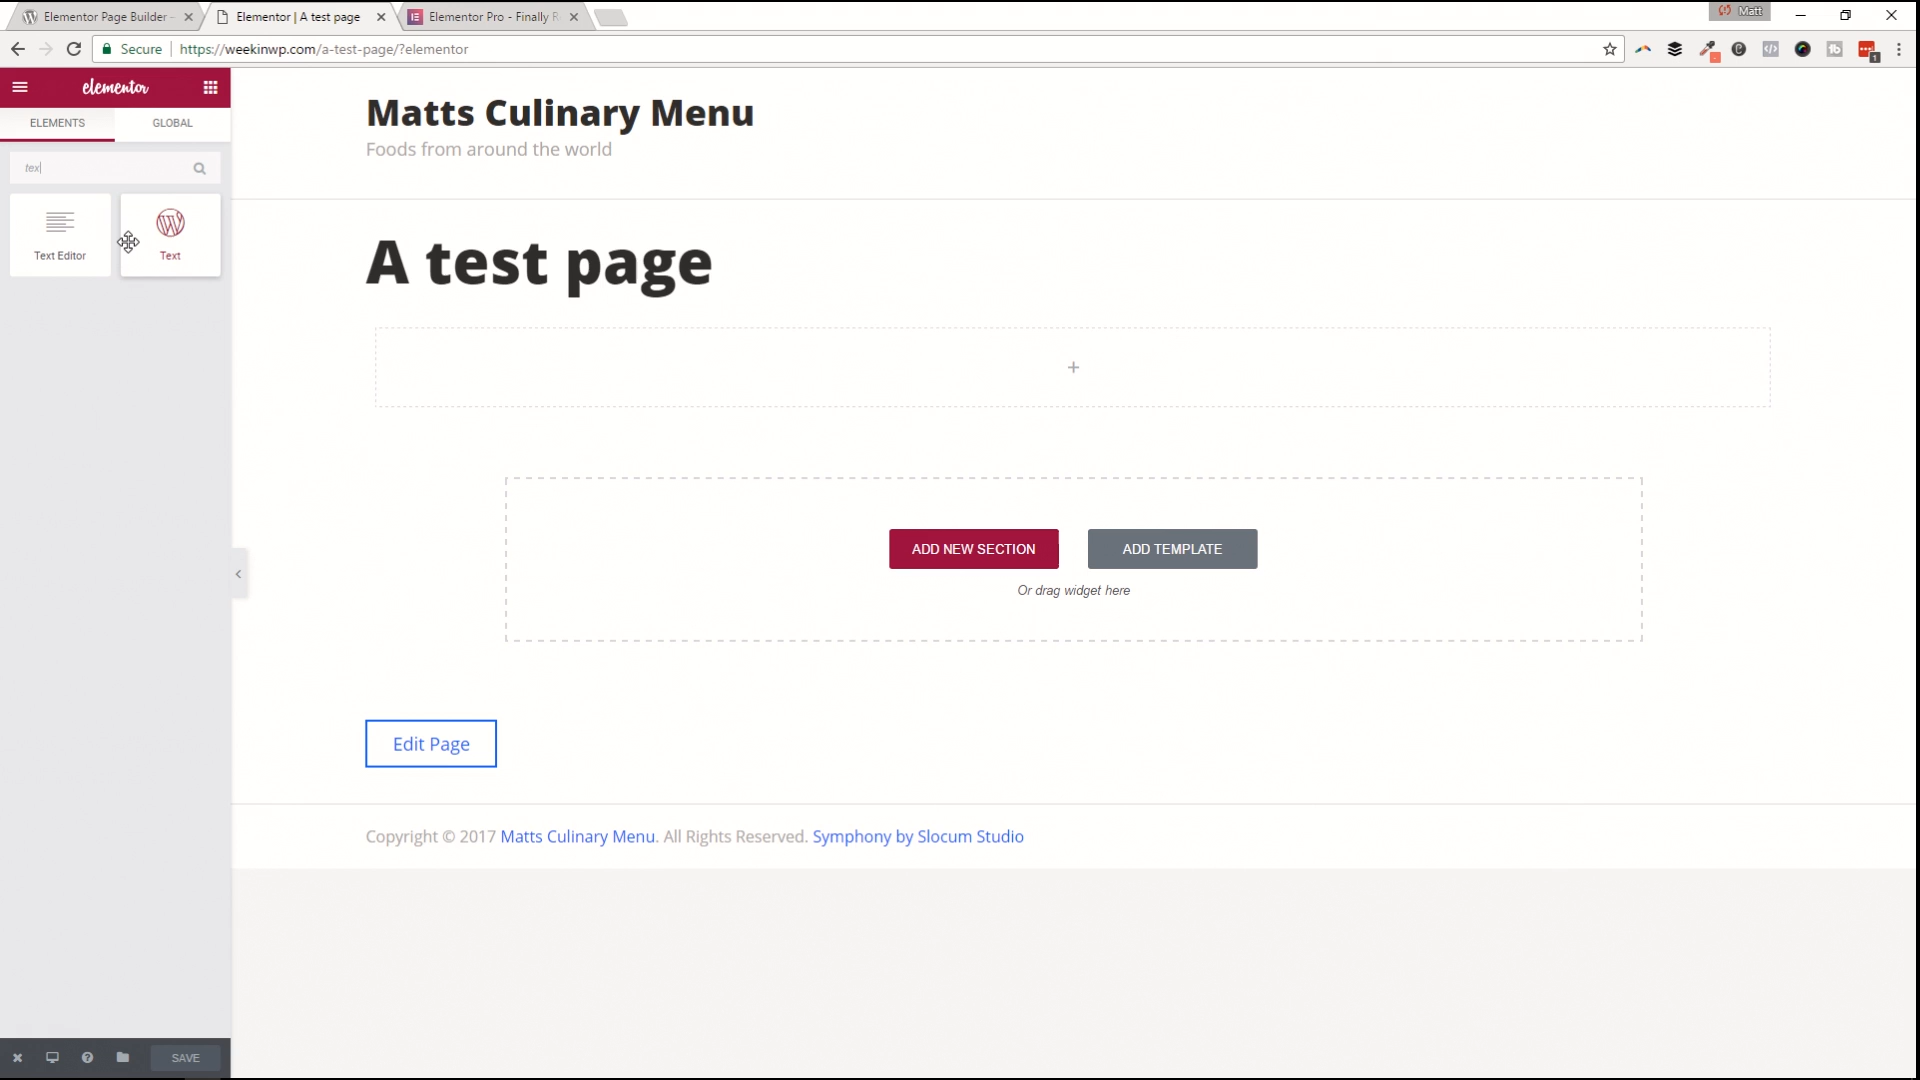 Elementor Page Builder -
Elementor | A test page
Elementor Pro - Finally R
Matt
Secure
https://weekinwp.com/a-test-page/?elementor
1
elementor
ELEMENTS
GLOBAL
tex
Text Editor
Text
Matts Culinary Menu
Foods from around the world
A test page
ADD NEW SECTION
ADD TEMPLATE
Or drag widget here
Edit Page
Copyright © 2017 Matts Culinary Menu. All Rights Reserved. Symphony by Slocum Studio
SAVE